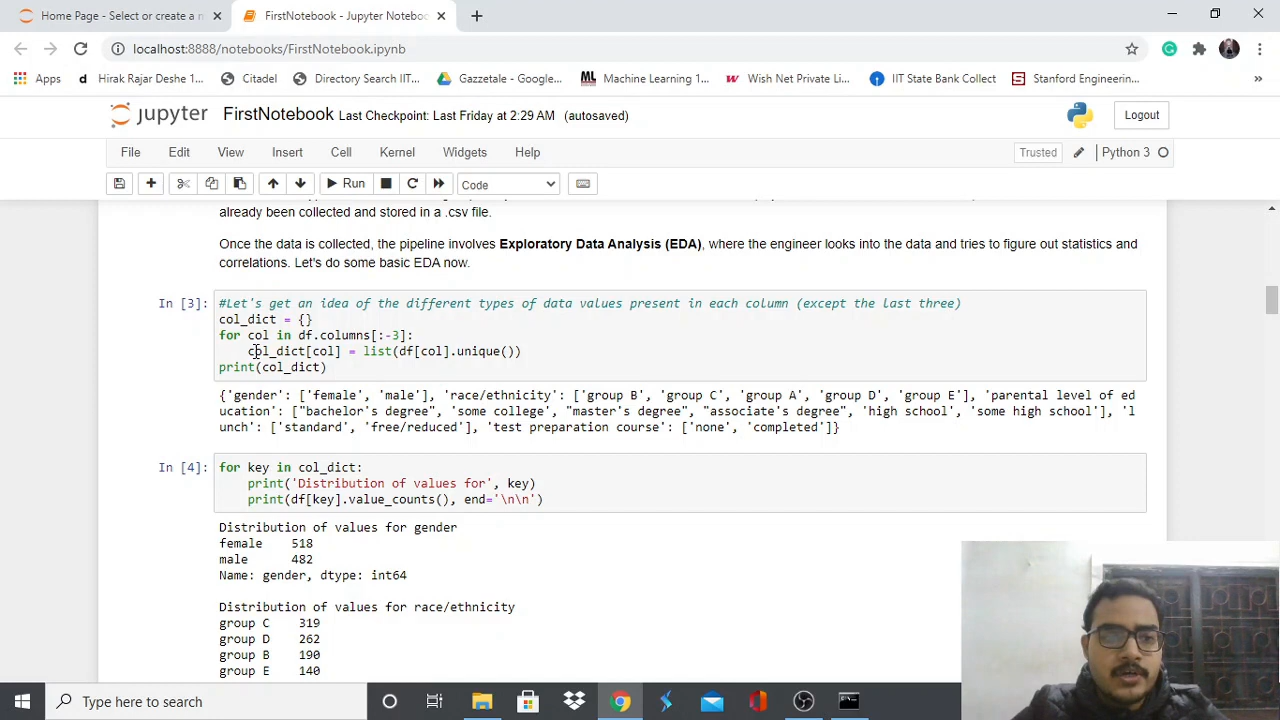 Home Page - Select or create a n
FirstNotebook - Jupyter Noteboo
localhost:8888/notebooks/FirstNotebook.ipynb
Apps
Hirak Rajar Deshe 1...
Citadel
Directory Search IIT...
Gazzetale - Google...
ML
Machine Learning 1...
Wish Net Private Li...
IIT State Bank Collect
Stanford Engineerin...
jupyter FirstNotebook Last Checkpoint: Last Friday at 2:29 AM (autosaved)
Logout
File Edit View Insert Cell Kernel Widgets Help
Trusted Python 3
Run Code
already been collected and stored in a .csv file.
Once the data is collected, the pipeline involves Exploratory Data Analysis (EDA), where the engineer looks into the data and tries to figure out statistics and
correlations. Let's do some basic EDA now.
In [3]: #Let's get an idea of the different types of data values present in each column (except the last three)
col_dict = {}
for col in df.columns[:-3]:
col_dict[col] = list(df[col].unique())
print(col_dict)
{'gender': ['female', 'male'], 'race/ethnicity': ['group B', 'group C', 'group A', 'group D', 'group E'], 'parental level of ed
ucation': ["bachelor's degree", 'some college', "master's degree", "associate's degree", 'high school', 'some high school'], 'l
unch': ['standard', 'free/reduced'], 'test preparation course': ['none', 'completed']}
In [4]: for key in col_dict:
print('Distribution of values for', key)
print(df[key].value_counts(), end='\n\n')
Distribution of values for gender
female 518
male 482
Name: gender, dtype: int64
Distribution of values for race/ethnicity
group C 319
group D 262
group B 190
group E 140
Type here to search